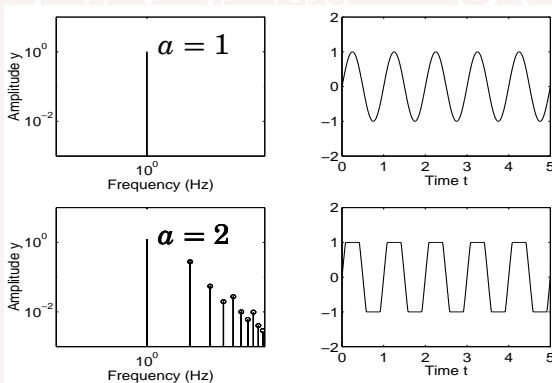 a = 1
Amplitude y
10^0
10^-2
10^0
Frequency (Hz)
2
1
0
-1
-2
0 1 2 3 4 5
Time t
a = 2
Amplitude y
10^0
10^-2
10^0
Frequency (Hz)
2
1
0
-1
-2
0 1 2 3 4 5
Time t